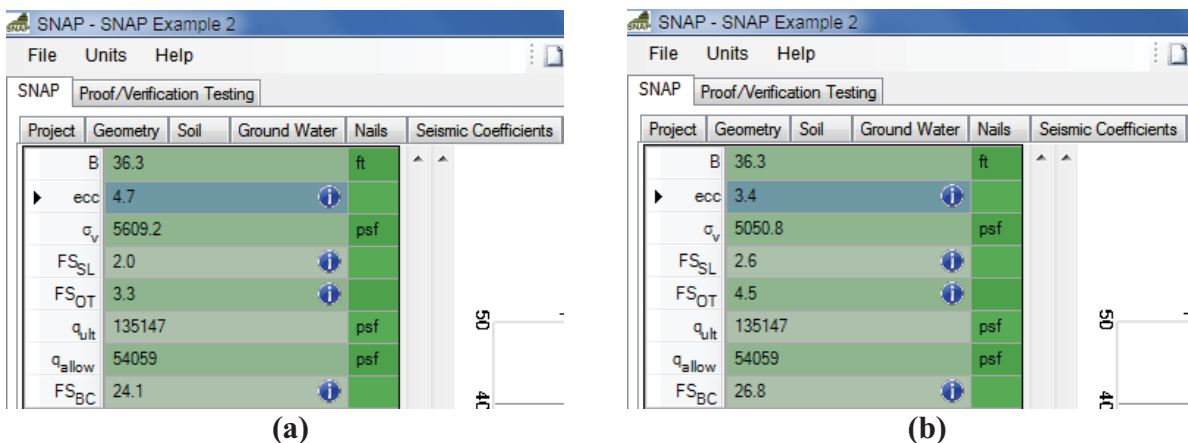 SNAP - SNAP Example 2
File Units Help
SNAP Proof/Verification Testing
Project Geometry Soil Ground Water Nails Seismic Coefficients
B 36.3 ft
ecc 4.7
σv 5609.2 psf
FSSL 2.0
FSOT 3.3
qult 135147 psf
qallow 54059 psf
FSBC 24.1
50
40
(a)
SNAP - SNAP Example 2
File Units Help
SNAP Proof/Verification Testing
Project Geometry Soil Ground Water Nails Seismic Coefficients
B 36.3 ft
ecc 3.4
σv 5050.8 psf
FSSL 2.6
FSOT 4.5
qult 135147 psf
qallow 54059 psf
FSBC 26.8
50
40
(b)